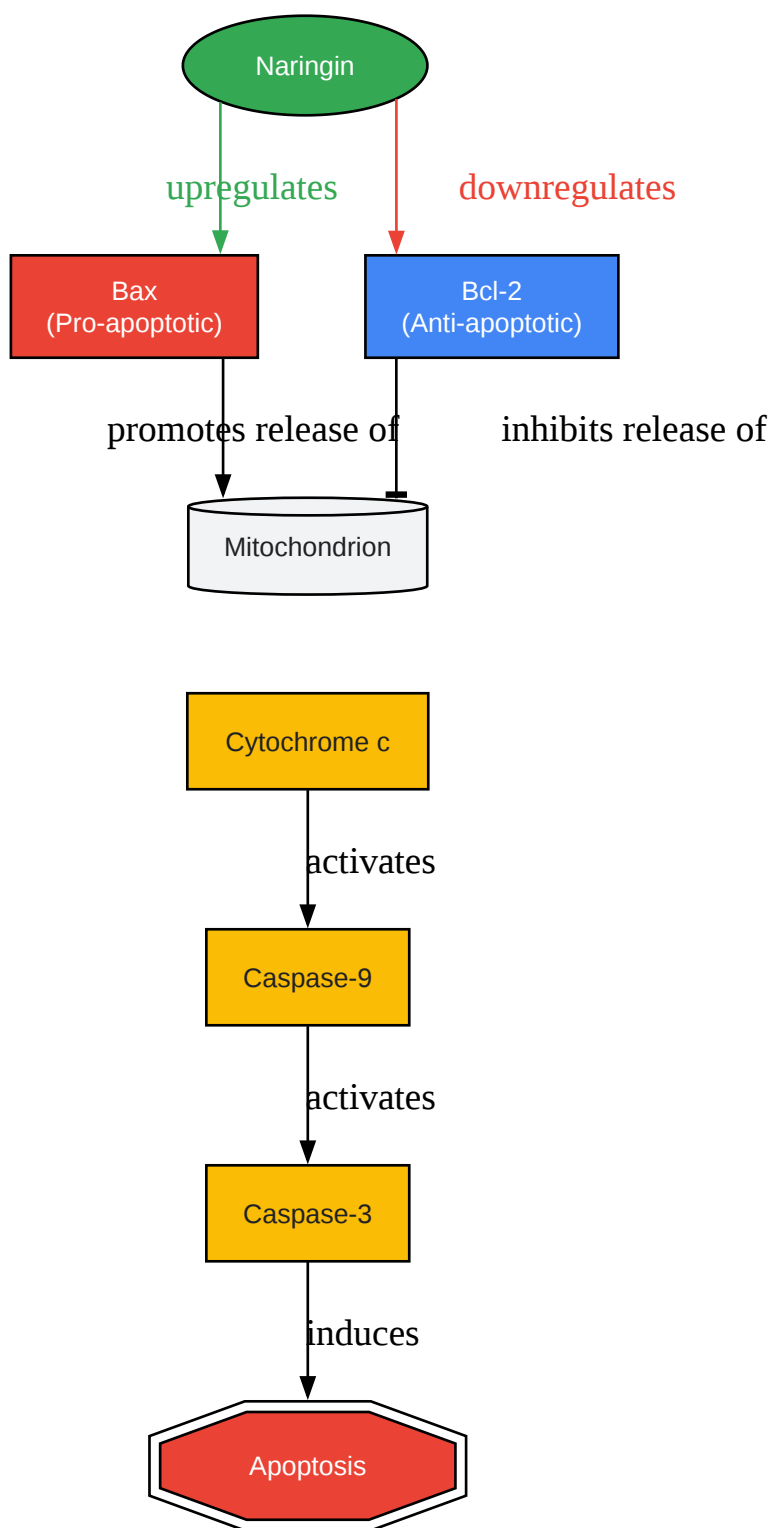 Naringin
upregulates
downregulates
Bax
(Pro-apoptotic)
Bcl-2
(Anti-apoptotic)
promotes release of
inhibits release of
Mitochondrion
Cytochrome c
activates
Caspase-9
activates
Caspase-3
induces
Apoptosis